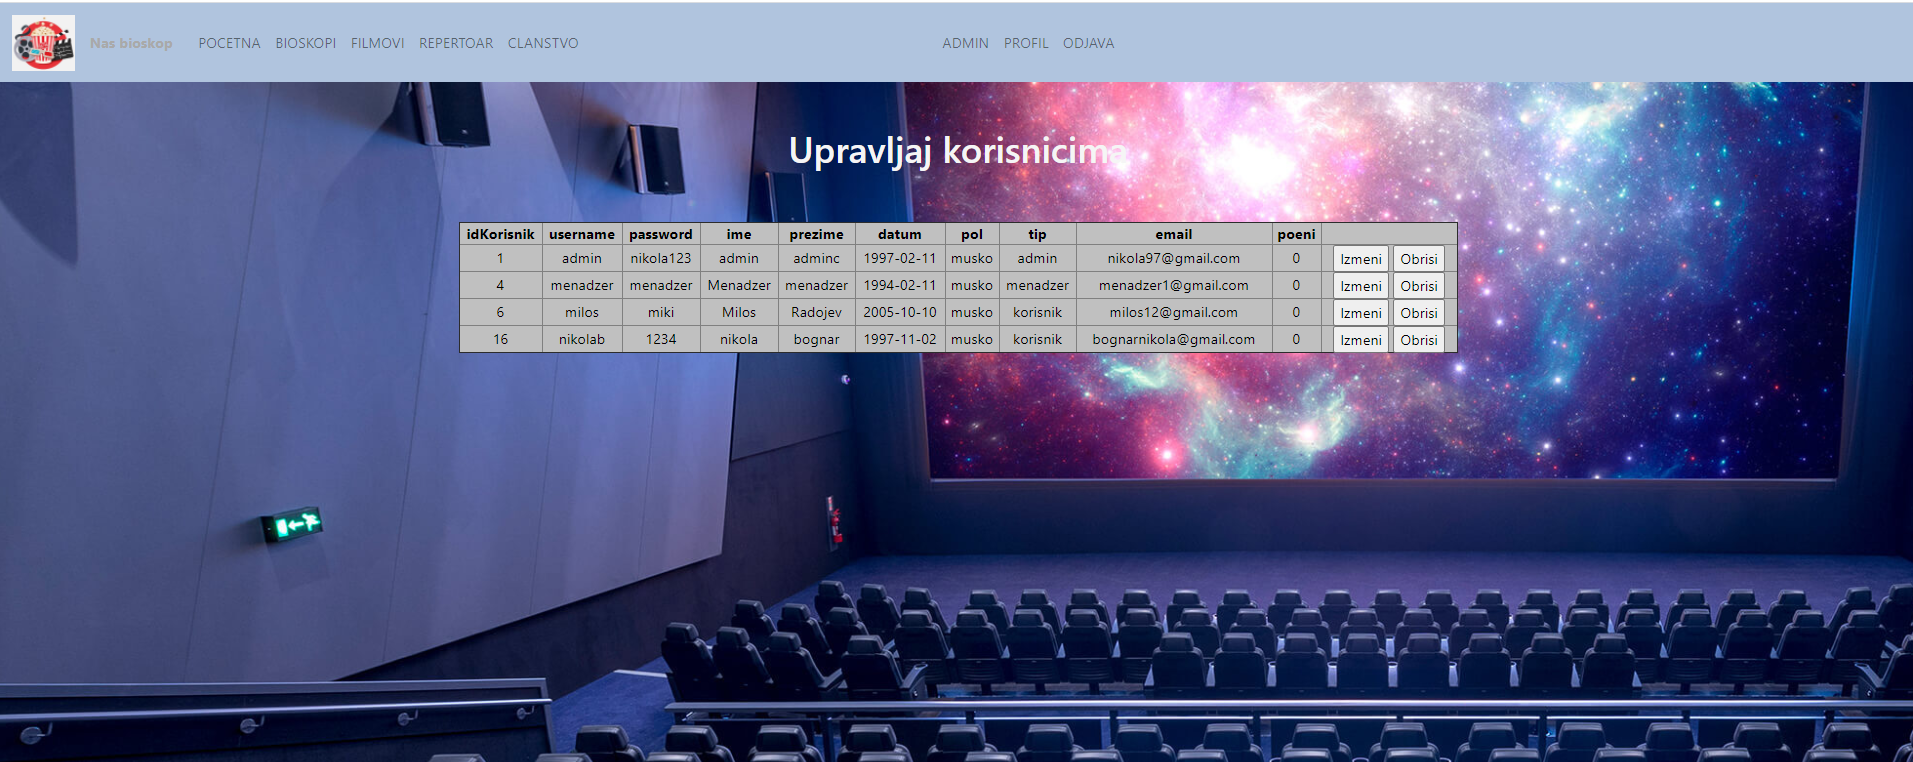 Nas bioskop POCETNA BIOSKOPI FILMOVI REPERTOAR CLANSTVO ADMIN PROFIL ODJAVA
Upravljaj korisnicima
idKorisnik username password ime prezime datum pol tip email poeni
1 admin nikola123 admin adminc 1997-02-11 musko admin nikola97@gmail.com 0 Izmeni Obrisi
4 menadzer menadzer Menadzer menadzer 1994-02-11 musko menadzer menadzer1@gmail.com 0 Izmeni Obrisi
6 milos miki Milos Radojev 2005-10-10 musko korisnik milos12@gmail.com 0 Izmeni Obrisi
16 nikolab 1234 nikola bognar 1997-11-02 musko korisnik bognarnikola@gmail.com 0 Izmeni Obrisi